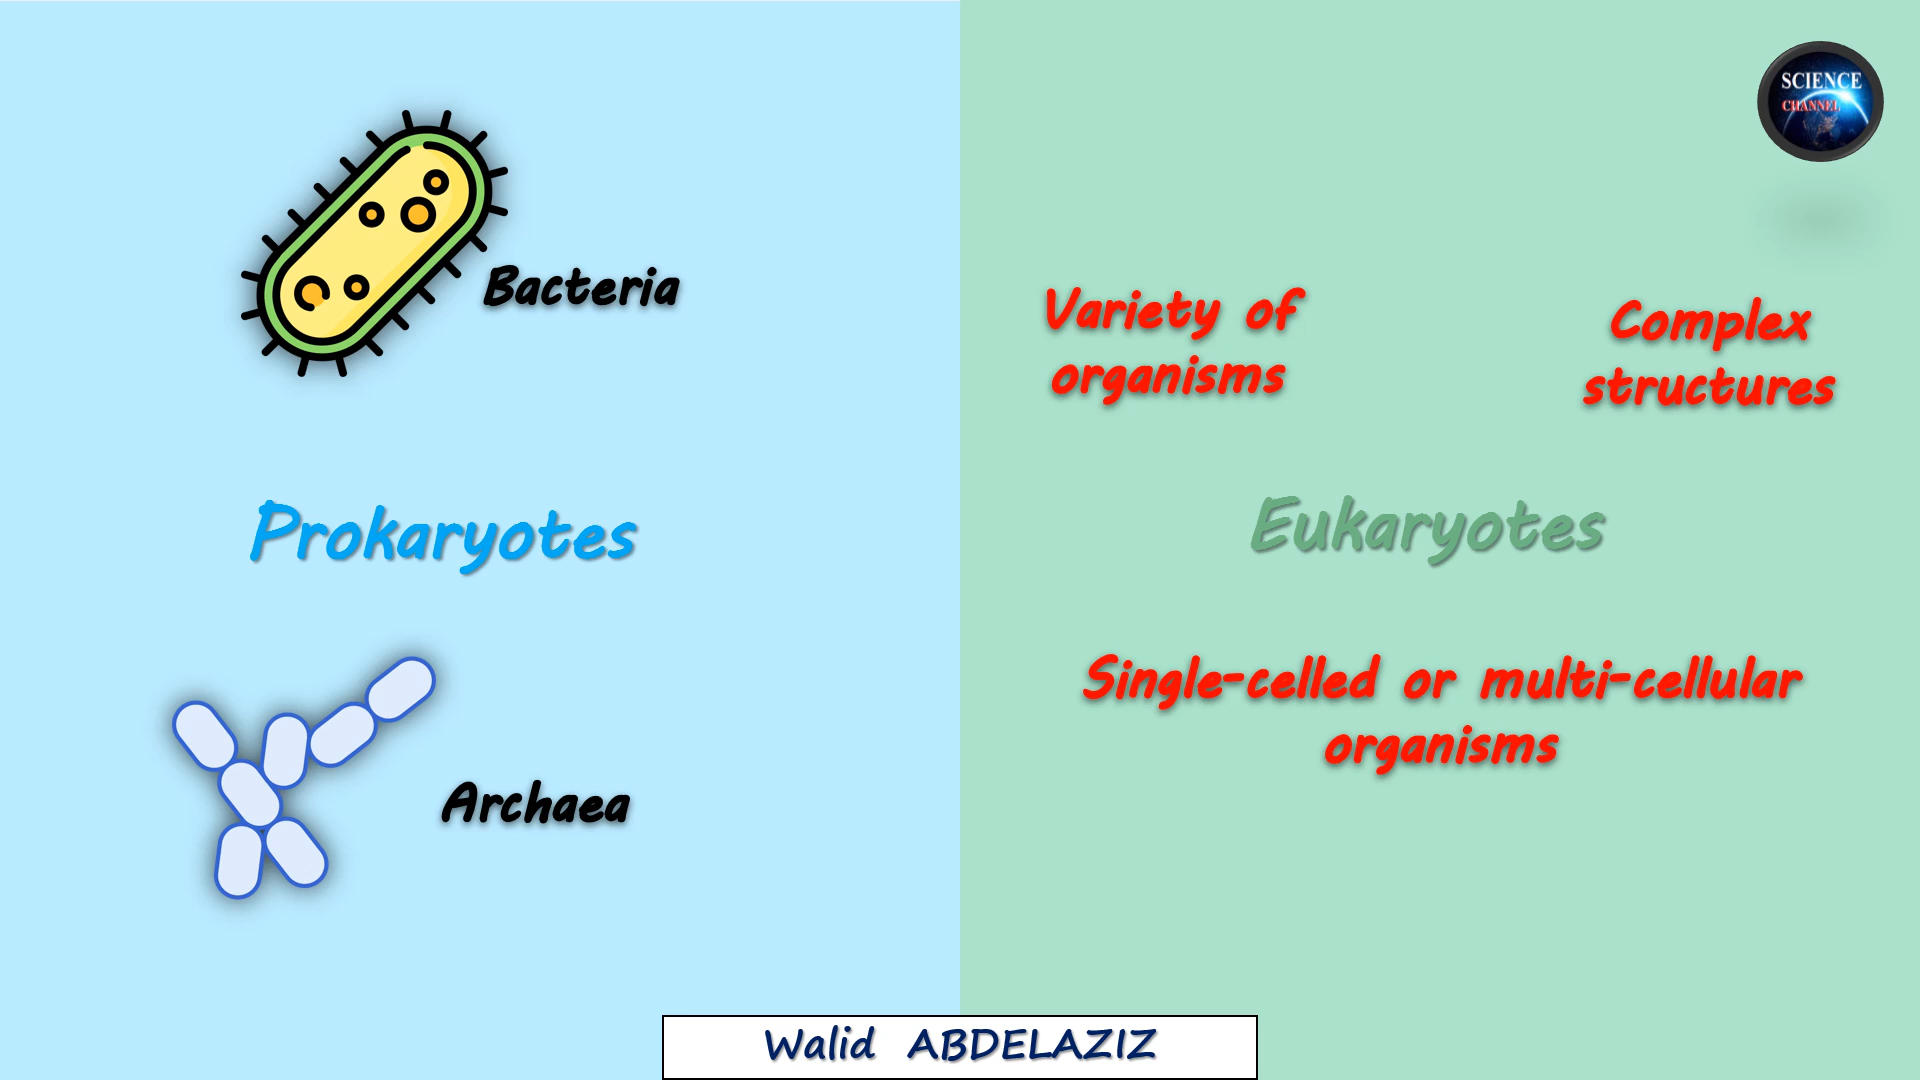 SCIENCE
CHANNEL
Bacteria
Prokaryotes
Archaea
Variety of
organisms
Complex
structures
Eukaryotes
Single-celled or multi-cellular
organisms
Walid ABDELAZIZ